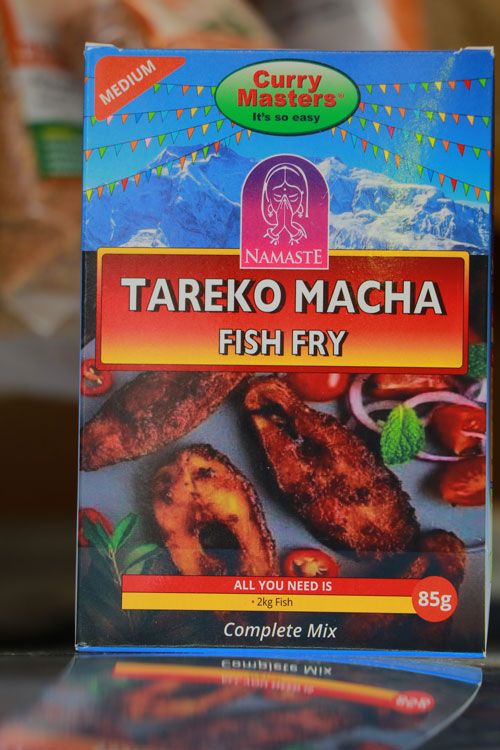 MEDIUM
Curry
Masters
It's so easy
NAMASTE
TAREKO MACHA
FISH FRY
ALL YOU NEED IS
• 2kg Fish
85g
Complete Mix